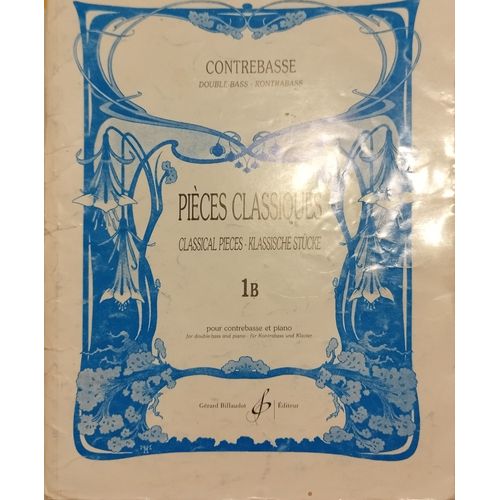 CONTREBASSE
DOUBLE-BASS - KONTRABASS
PIÈCES CLASSIQUES
CLASSICAL PIECES - KLASSISCHE STÜCKE
1B
pour contrebasse et piano
for double bass and piano - für Kontrabass und Klavier
Gérard Billaudot Éditeur